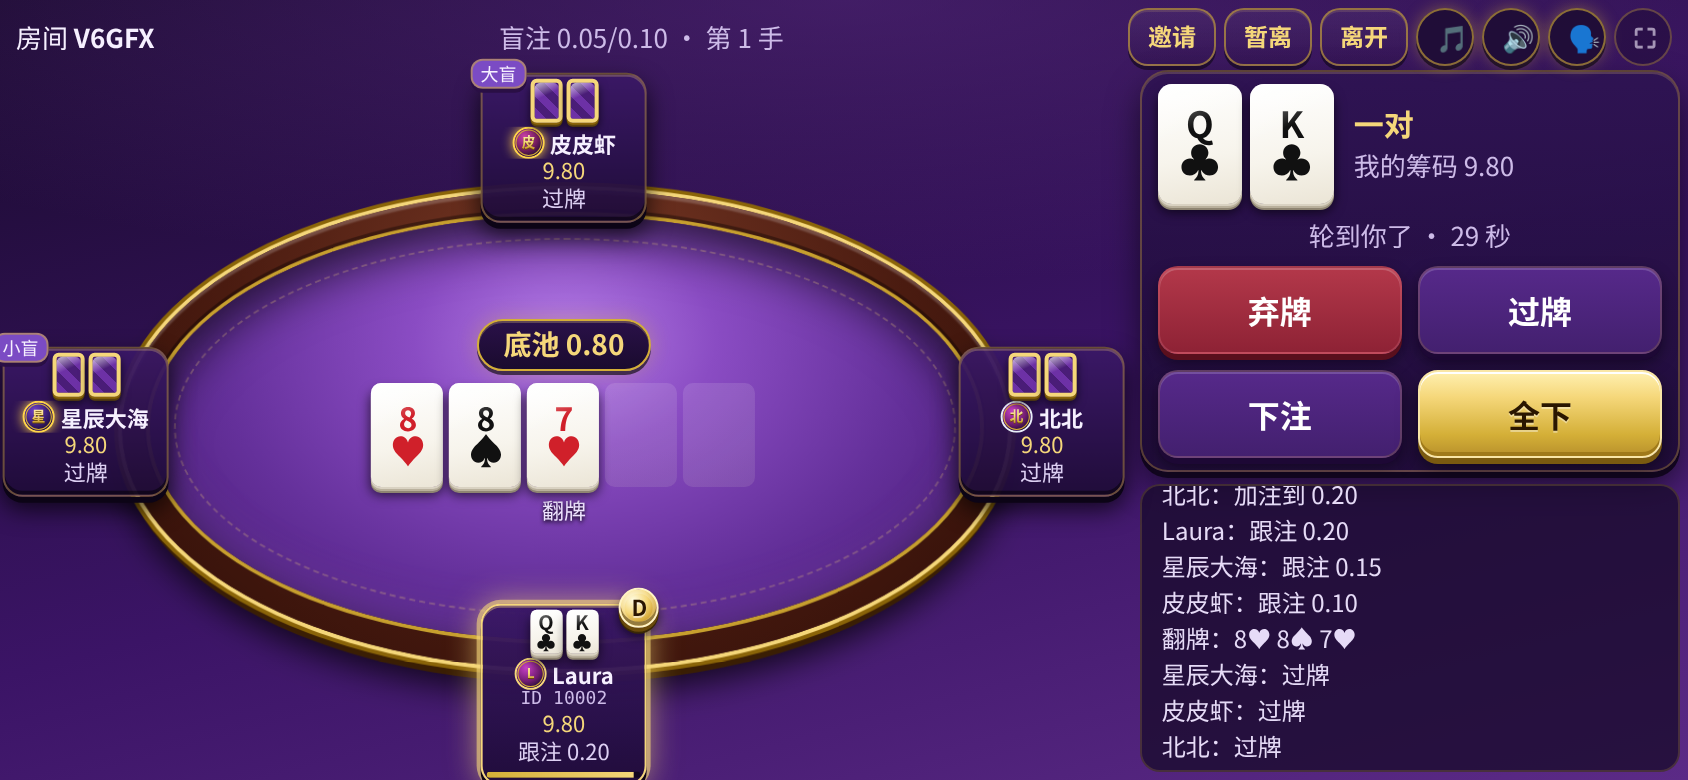 房间 V6GFX
盲注 0.05/0.10 · 第 1 手
邀请 暂离 离开
大盲
皮 皮皮虾
9.80
过牌
小盲
星 星辰大海
9.80
过牌
底池 0.80
8 8 7
翻牌
北 北北
9.80
过牌
D
Q K
L Laura
ID 10002
9.80
跟注 0.20
Q K
一对
我的筹码 9.80
轮到你了 · 29 秒
弃牌 过牌
下注 全下
北北：加注到 0.20
Laura：跟注 0.20
星辰大海：跟注 0.15
皮皮虾：跟注 0.10
翻牌：8♥ 8♠ 7♥
星辰大海：过牌
皮皮虾：过牌
北北：过牌